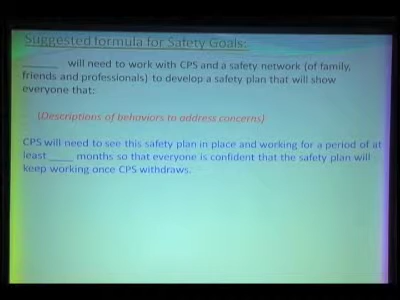 Suggested formula for Safety Goals:
______ will need to work with CPS and a safety network (of family,
friends and professionals) to develop a safety plan that will show
everyone that:
(Descriptions of behaviors to address concerns)
CPS will need to see this safety plan in place and working for a period of at
least ____ months so that everyone is confident that the safety plan will
keep working once CPS withdraws.